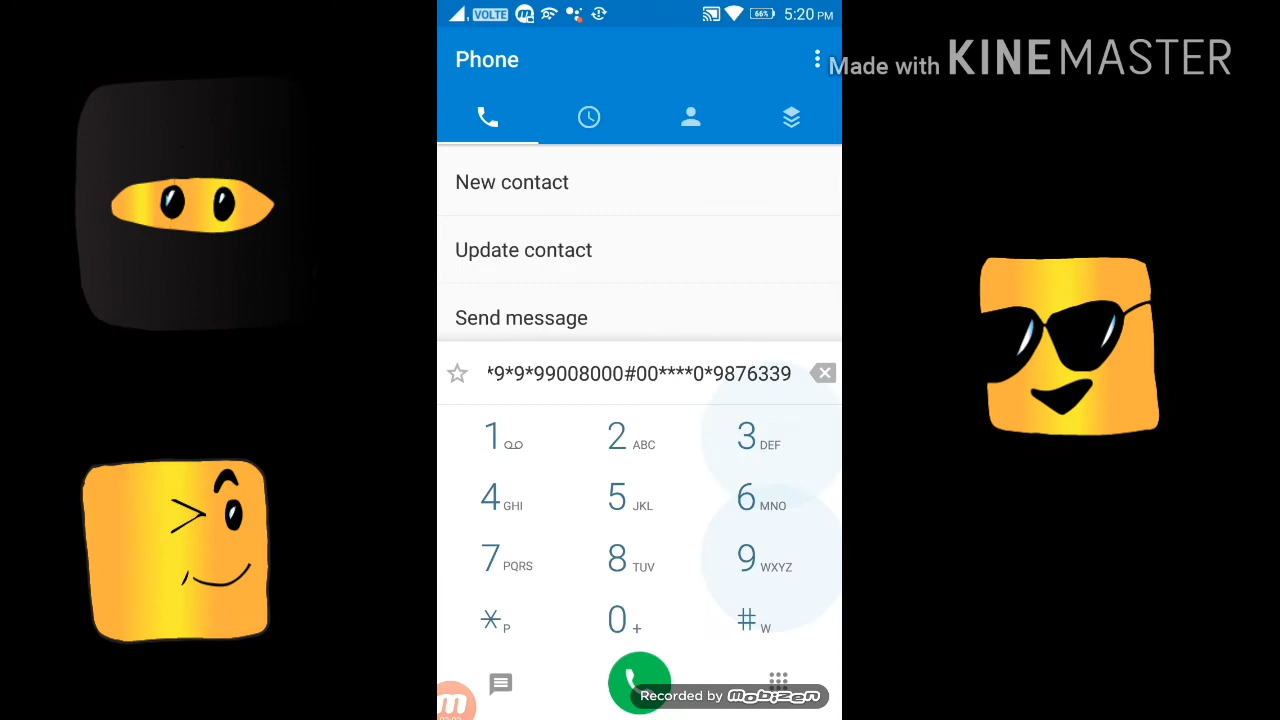 VOLTE 66% 5:20 PM
Phone
Made with KINEMASTER
New contact
Update contact
Send message
*9*9*99008000#00****0*9876339
1 2 ABC 3 DEF
4 GHI 5 JKL 6 MNO
7 PQRS 8 TUV 9 WXYZ
* P 0 + # W
Recorded by mobizen